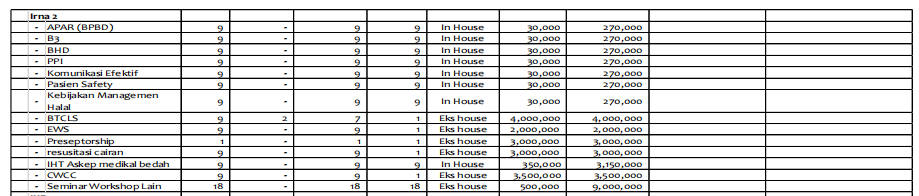 Irna 2
- APAR (BPBD) 9 - 9 9 In House 30,000 270,000
- B3 9 - 9 9 In House 30,000 270,000
- BHD 9 - 9 9 In House 30,000 270,000
- PPI 9 - 9 9 In House 30,000 270,000
- Komunikasi Efektif 9 - 9 9 In House 30,000 270,000
- Pasien Safety 9 - 9 9 In House 30,000 270,000
- Kebijakan Managemen Halal 9 - 9 9 In House 30,000 270,000
- BTCLS 9 2 7 1 Eks house 4,000,000 4,000,000
- EWS 9 - 9 1 Eks house 2,000,000 2,000,000
- Preseptorship 1 - 1 1 Eks house 3,000,000 3,000,000
- resusitasi cairan 9 - 9 1 Eks house 3,000,000 3,000,000
- IHT Askep medikal bedah 9 - 9 9 In House 350,000 3,150,000
- CWCC 9 - 9 1 Eks house 3,500,000 3,500,000
- Seminar Workshop Lain 18 - 18 18 Eks house 500,000 9,000,000